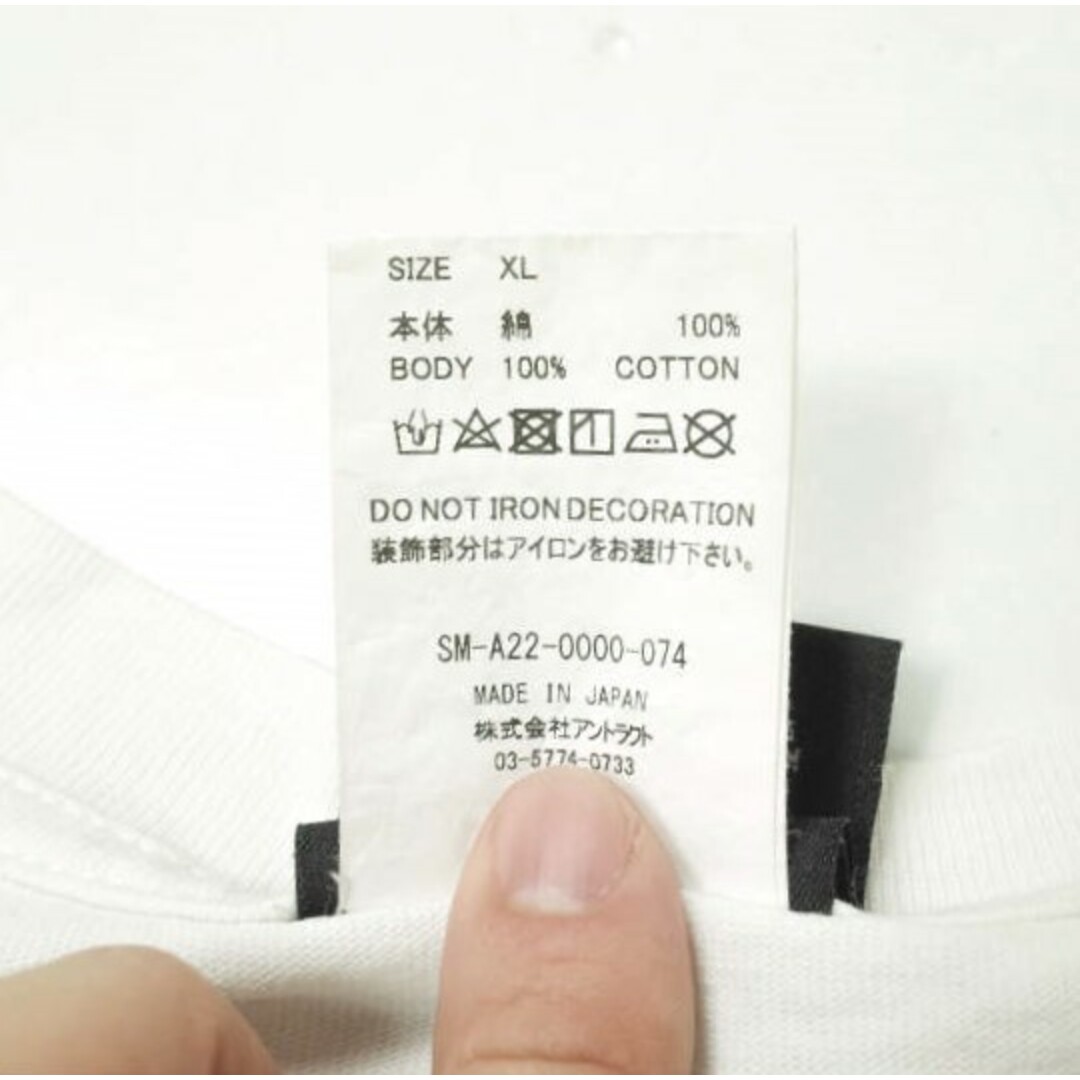 SIZE XL
本体 綿 100%
BODY 100% COTTON
DO NOT IRON DECORATION
装飾部分はアイロンをお避け下さい。
SM-A22-0000-074
MADE IN JAPAN
株式会社アントラクト
03-5774-0733